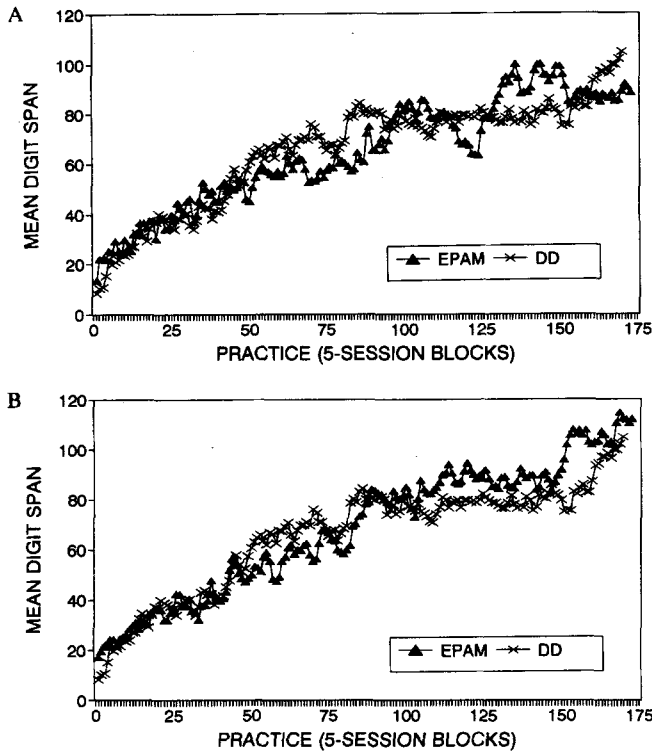 A
120
100
80
60
40
20
0
MEAN DIGIT SPAN
EPAM DD
0 25 50 75 100 125 150 175
PRACTICE (5-SESSION BLOCKS)
B
120
100
80
60
40
20
0
MEAN DIGIT SPAN
EPAM DD
0 25 50 75 100 125 150 175
PRACTICE (5-SESSION BLOCKS)